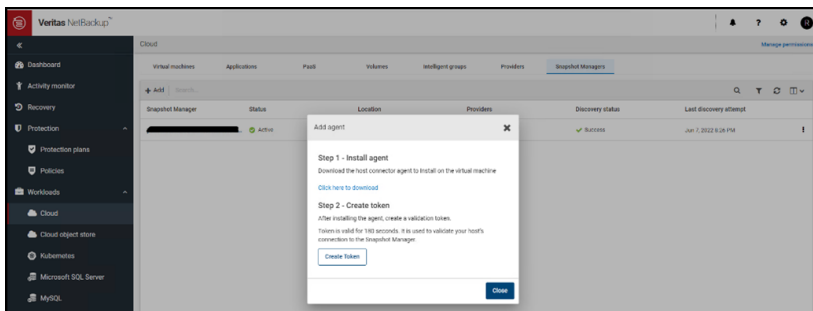 Veritas NetBackup™
?
R
Cloud
Manage permissions
Dashboard
Activity monitor
Recovery
Protection
Protection plans
Policies
Workloads
Cloud
Cloud object store
Kubernetes
Microsoft SQL Server
MySQL
Virtual machines Applications PaaS Volumes Intelligent groups Providers Snapshot Managers
+ Add Search...
Snapshot Manager Status Location Providers Discovery status Last discovery attempt
Active Success Jun 7, 2022 8:26 PM
Add agent
Step 1 - Install agent
Download the host connector agent to install on the virtual machine
Click here to download
Step 2 - Create token
After installing the agent, create a validation token.
Token is valid for 180 seconds. It is used to validate your host's
connection to the Snapshot Manager.
Create Token
Close